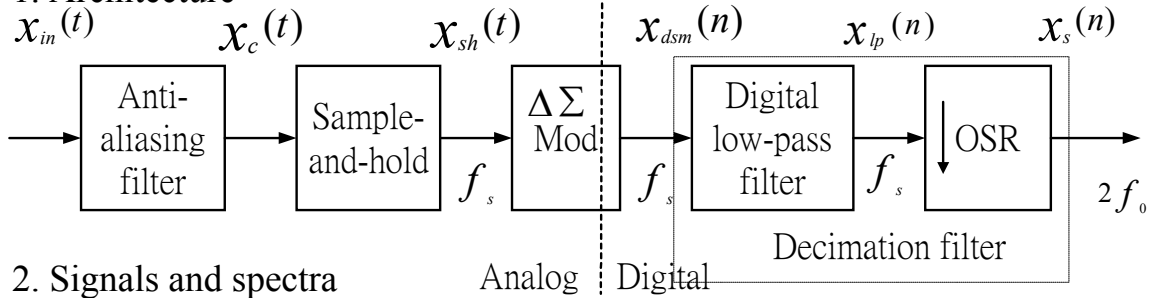 1. Architecture
x_in(t) x_c(t) x_sh(t) x_dsm(n) x_lp(n) x_s(n)
Anti-
aliasing
filter
Sample-
and-hold
f_s
ΔΣ
Mod
f_s
Digital
low-pass
filter
f_s
↓ OSR
2f_0
Decimation filter
2. Signals and spectra
Analog Digital